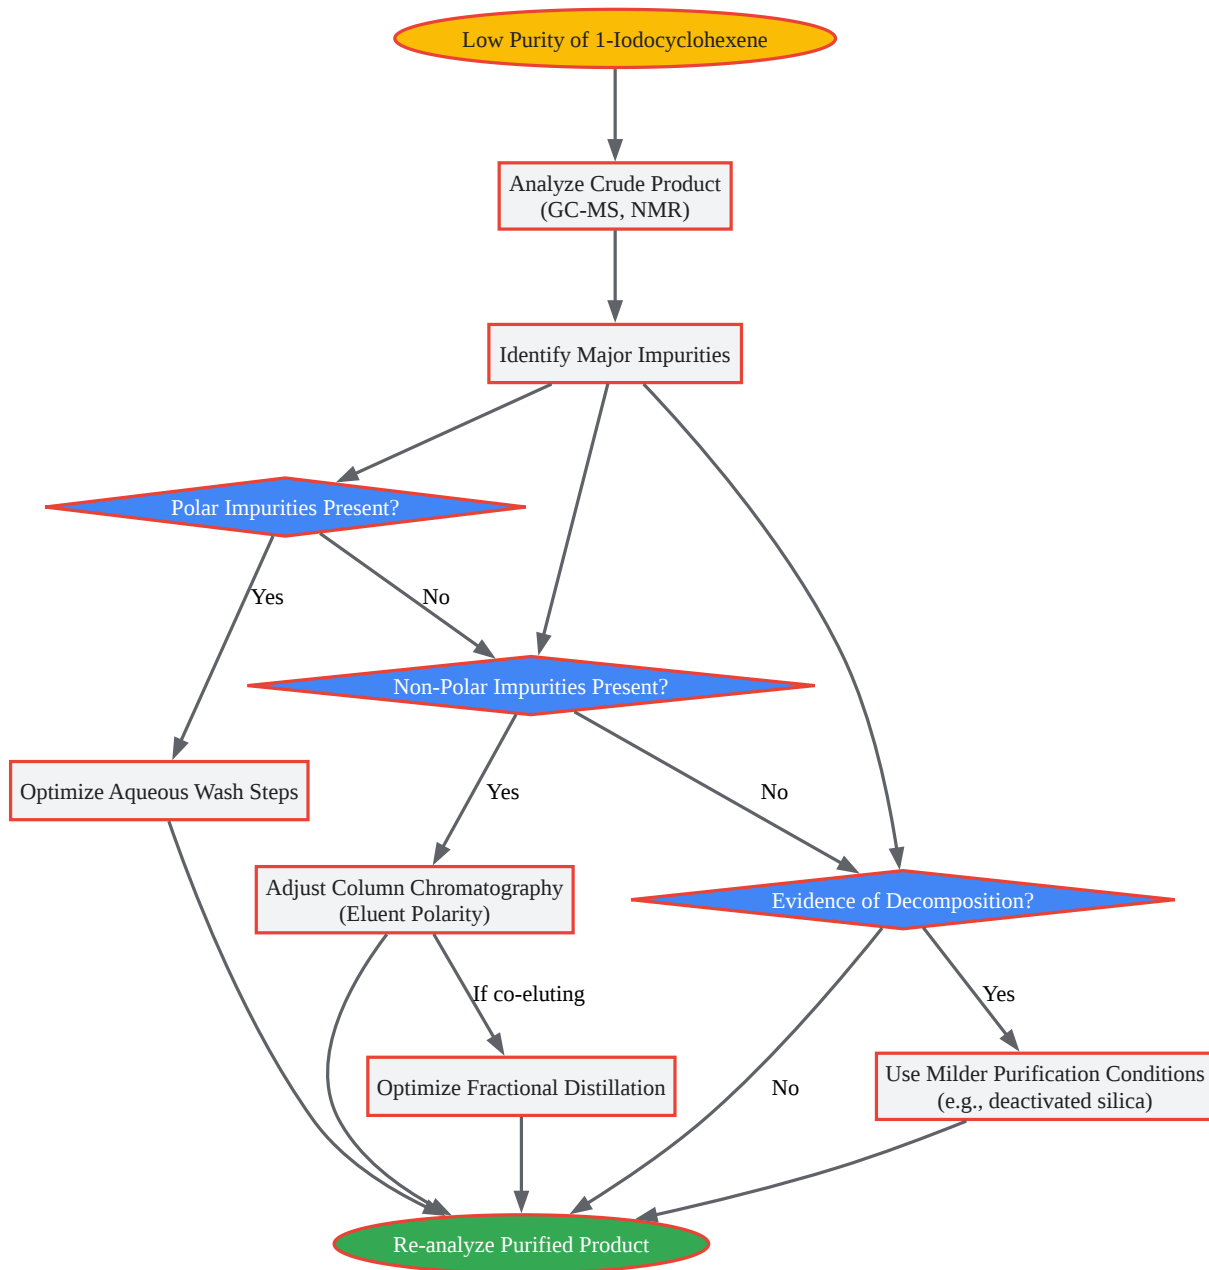 Low Purity of 1-Iodocyclohexene
Analyze Crude Product
(GC-MS, NMR)
Identify Major Impurities
Polar Impurities Present?
Yes
No
Non-Polar Impurities Present?
Optimize Aqueous Wash Steps
Yes
No
Adjust Column Chromatography
(Eluent Polarity)
Evidence of Decomposition?
If co-eluting
Yes
Optimize Fractional Distillation
No
Use Milder Purification Conditions
(e.g., deactivated silica)
Re-analyze Purified Product